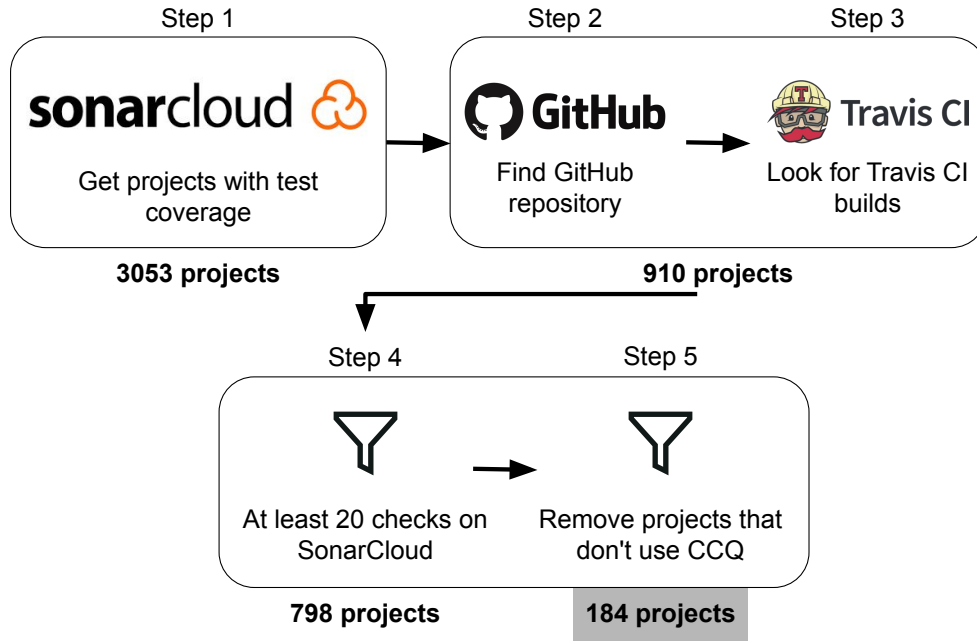 Step 1
sonarcloud
Get projects with test
coverage
3053 projects
Step 2
GitHub
Find GitHub
repository
Step 3
T
Travis CI
Look for Travis CI
builds
910 projects
Step 4
At least 20 checks on
SonarCloud
798 projects
Step 5
Remove projects that
don't use CCQ
184 projects